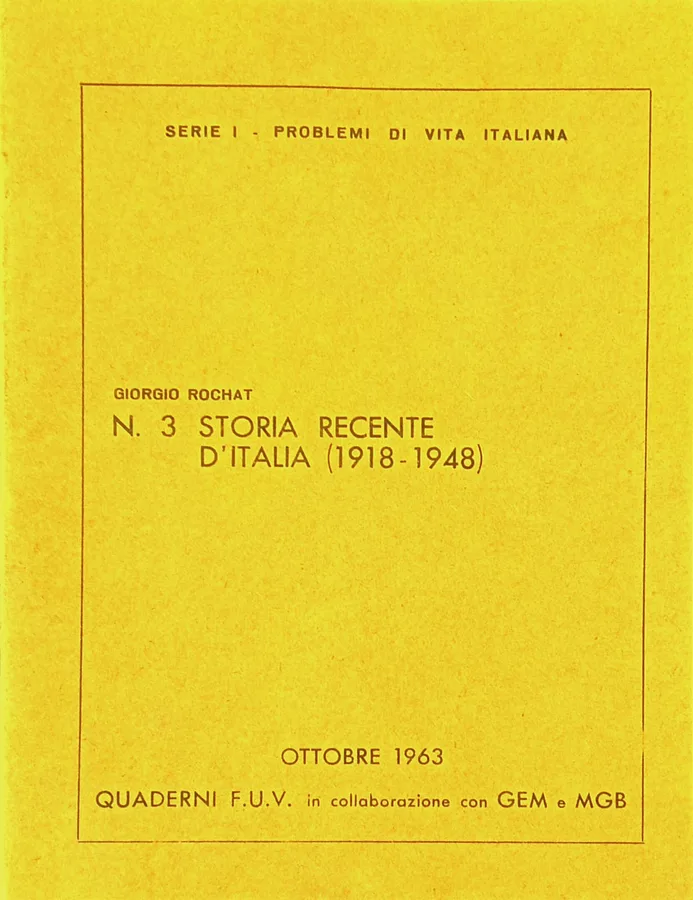 SERIE I - PROBLEMI DI VITA ITALIANA
GIORGIO ROCHAT
N. 3 STORIA RECENTE
D'ITALIA (1918-1948)
OTTOBRE 1963
QUADERNI F.U.V. in collaborazione con GEM e MGB